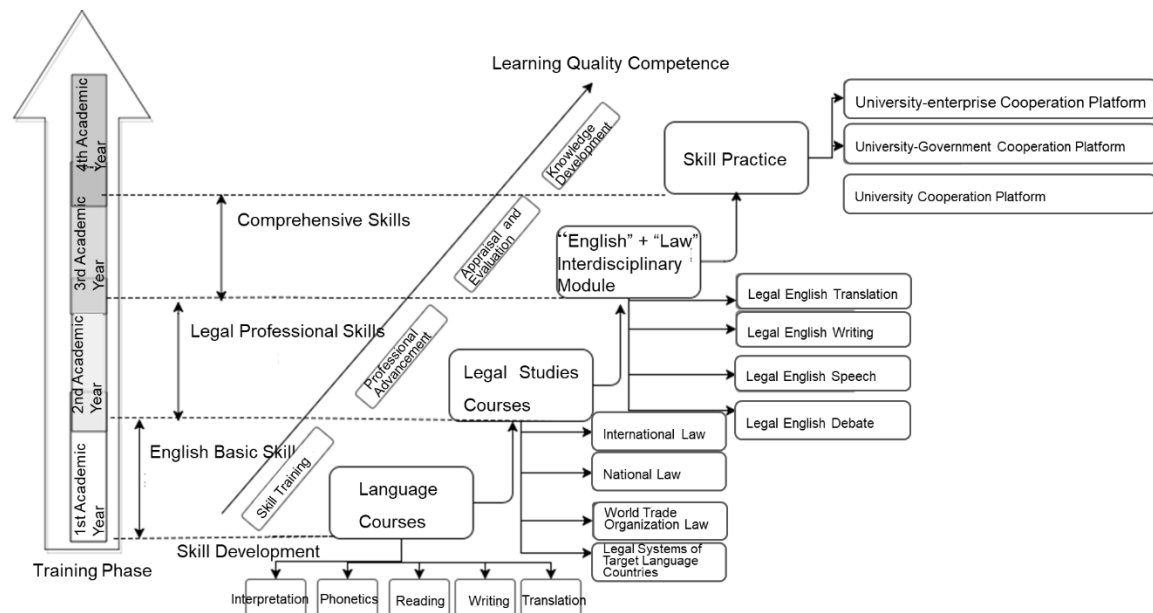 Learning Quality Competence
4th Academic
Year
3rd Academic
Year
2nd Academic
Year
1st Academic
Year
Training Phase
Comprehensive Skills
Legal Professional Skills
English Basic Skill
Skill Development
Knowledge
Development
Appraisal and
Evaluation
Professional
Advancement
Skill Training
Skill Practice
University-enterprise Cooperation Platform
University-Government Cooperation Platform
University Cooperation Platform
“English” + “Law”
Interdisciplinary
Module
Legal English Translation
Legal English Writing
Legal English Speech
Legal English Debate
Legal Studies
Courses
International Law
National Law
World Trade
Organization Law
Legal Systems of
Target Language
Countries
Language
Courses
Interpretation
Phonetics
Reading
Writing
Translation